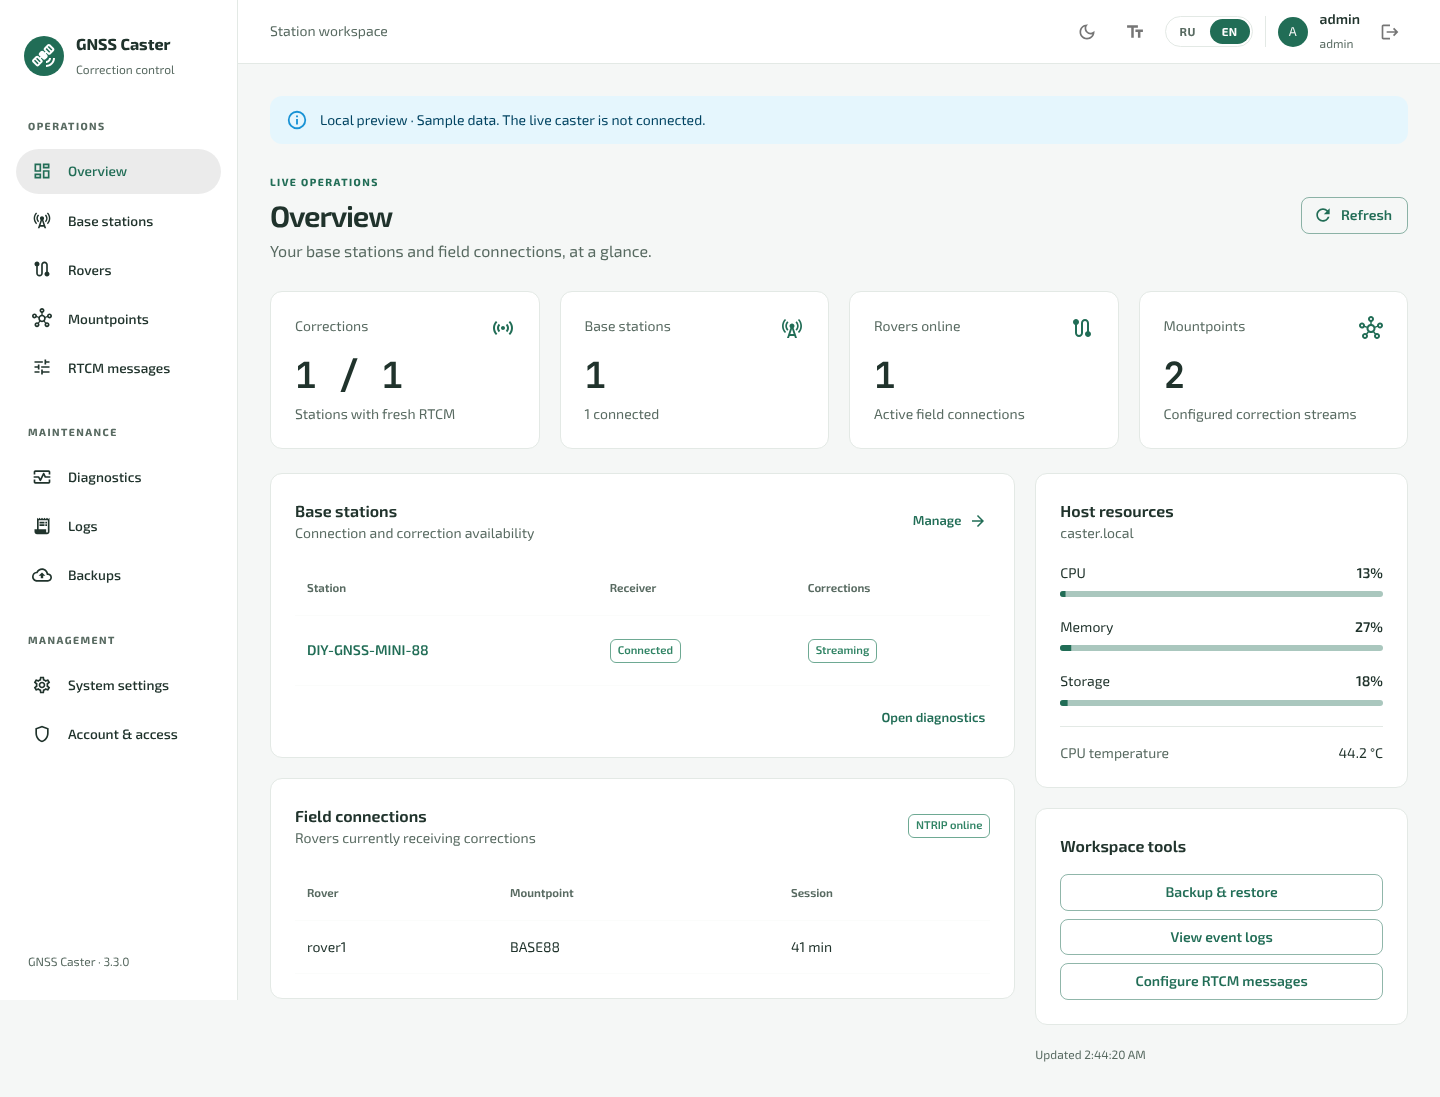 GNSS Caster
Correction control
OPERATIONS
Overview
Base stations
Rovers
Mountpoints
RTCM messages
MAINTENANCE
Diagnostics
Logs
Backups
MANAGEMENT
System settings
Account & access
GNSS Caster · 3.3.0
Station workspace
RU
EN
A
admin
admin
Local preview · Sample data. The live caster is not connected.
LIVE OPERATIONS
Overview
Your base stations and field connections, at a glance.
Refresh
Corrections
1 / 1
Stations with fresh RTCM
Base stations
1
1 connected
Rovers online
1
Active field connections
Mountpoints
2
Configured correction streams
Base stations
Connection and correction availability
Manage
Station Receiver Corrections
DIY-GNSS-MINI-88 Connected Streaming
Open diagnostics
Field connections
Rovers currently receiving corrections
NTRIP online
Rover Mountpoint Session
rover1 BASE88 41 min
Host resources
caster.local
CPU 13%
Memory 27%
Storage 18%
CPU temperature 44.2 °C
Workspace tools
Backup & restore
View event logs
Configure RTCM messages
Updated 2:44:20 AM